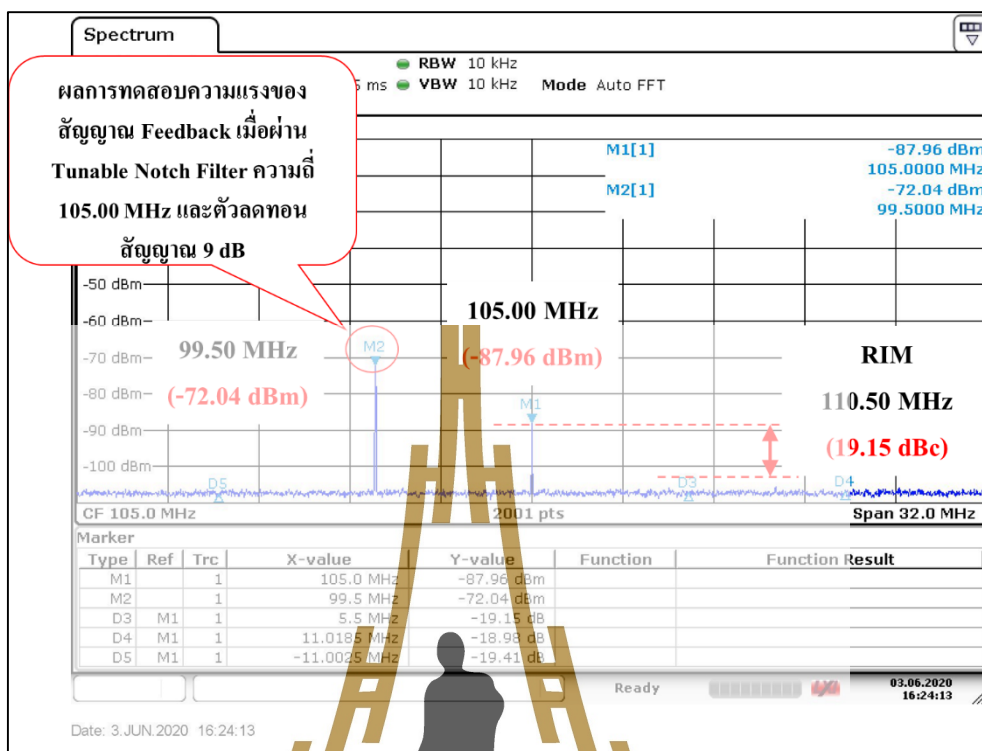 Spectrum
RBW 10 kHz
5 ms VBW 10 kHz Mode Auto FFT
ผลการทดสอบความแรงของ
สัญญาณ Feedback เมื่อผ่าน
Tunable Notch Filter ความถี่
105.00 MHz และตัวลดทอน
สัญญาณ 9 dB
M1[1] -87.96 dBm
105.0000 MHz
M2[1] -72.04 dBm
99.5000 MHz
-50 dBm
-60 dBm
-70 dBm
-80 dBm
-90 dBm
-100 dBm
99.50 MHz
(-72.04 dBm)
M2
105.00 MHz
(-87.96 dBm)
M1
RIM
110.50 MHz
(19.15 dBc)
D5
D3
D4
CF 105.0 MHz 2001 pts Span 32.0 MHz
Marker
Type Ref Trc X-value Y-value Function Function Result
M1 1 105.0 MHz -87.96 dBm
M2 1 99.5 MHz -72.04 dBm
D3 M1 1 5.5 MHz -19.15 dB
D4 M1 1 11.0185 MHz -18.98 dB
D5 M1 1 -11.0025 MHz -19.41 dB
Ready
03.06.2020
16:24:13
Date: 3.JUN.2020 16:24:13